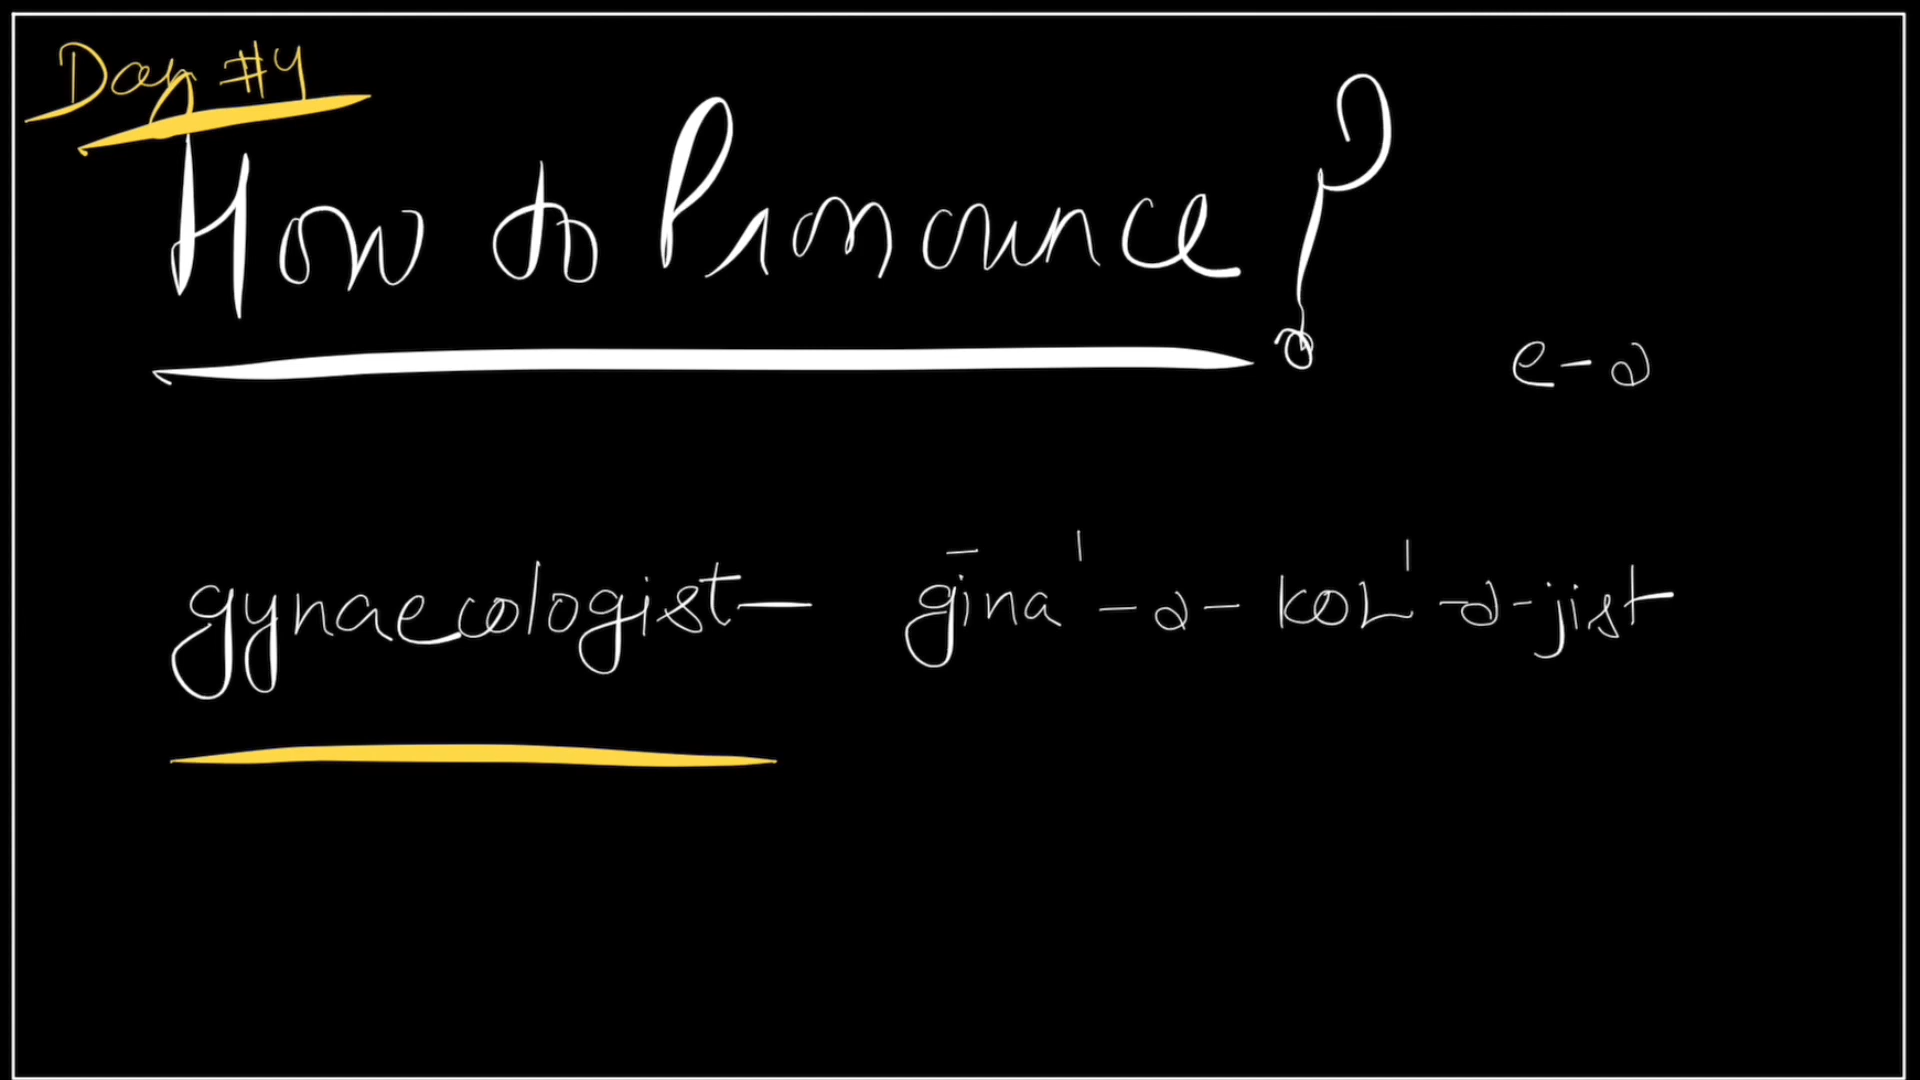 Day #4
How to Pronounce?
e-ə
gynaecologist— gīna'-ə-kOL'-ə-jist